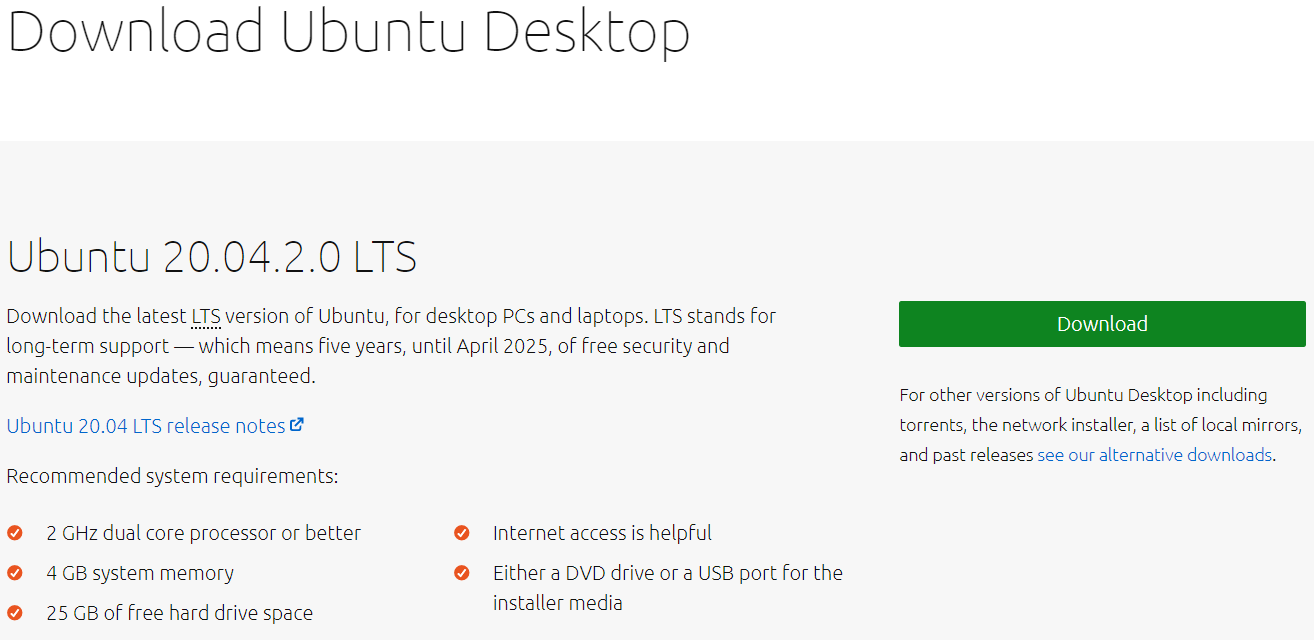 Download Ubuntu Desktop
Ubuntu 20.04.2.0 LTS
Download the latest LTS version of Ubuntu, for desktop PCs and laptops. LTS stands for
long-term support — which means five years, until April 2025, of free security and
maintenance updates, guaranteed.
Ubuntu 20.04 LTS release notes
Recommended system requirements:
2 GHz dual core processor or better
4 GB system memory
25 GB of free hard drive space
Internet access is helpful
Either a DVD drive or a USB port for the
installer media
Download
For other versions of Ubuntu Desktop including
torrents, the network installer, a list of local mirrors,
and past releases see our alternative downloads.